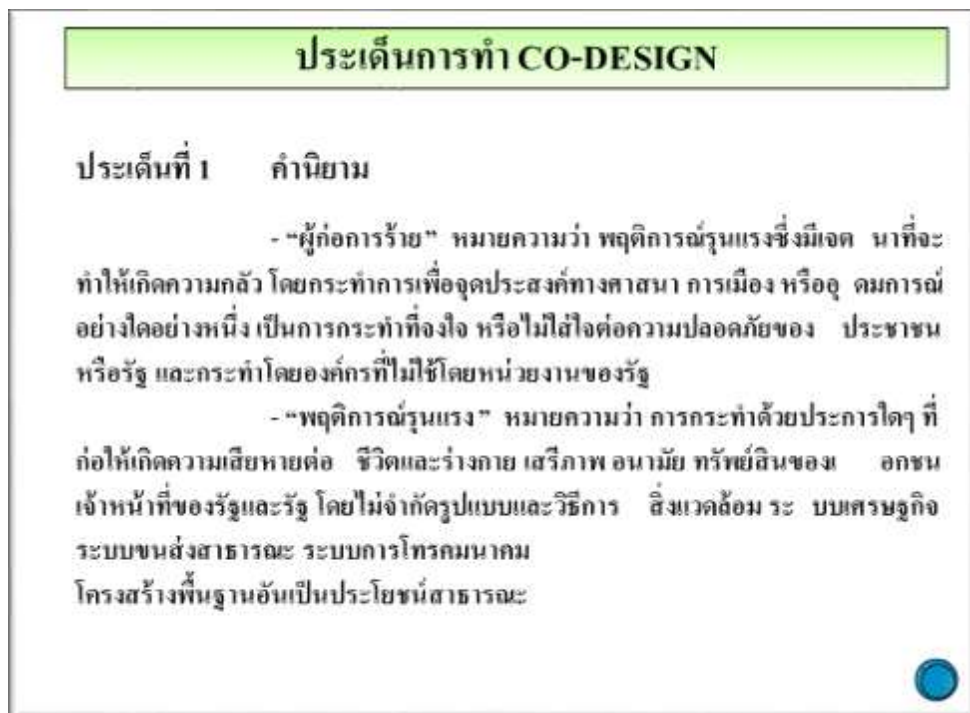 ประเด็นการทำ CO-DESIGN
ประเด็นที่ 1 คำนิยาม
- “ผู้ก่อการร้าย” หมายความว่า พฤติการณ์รุนแรงซึ่งมีเจต นาที่จะ
ทำให้เกิดความกลัว โดยกระทำการเพื่อจุดประสงค์ทางศาสนา การเมือง หรืออุ ดมการณ์
อย่างใดอย่างหนึ่ง เป็นการกระทำที่จงใจ หรือไม่ใส่ใจต่อความปลอดภัยของ ประชาชน
หรือรัฐ และกระทำโดยองค์กรที่ไม่ใช้โดยหน่วยงานของรัฐ
- “พฤติการณ์รุนแรง” หมายความว่า การกระทำด้วยประการใดๆ ที่
ก่อให้เกิดความเสียหายต่อ ชีวิตและร่างกาย เสรีภาพ อนามัย ทรัพย์สินของเ อกชน
เจ้าหน้าที่ของรัฐและรัฐ โดยไม่จำกัดรูปแบบและวิธีการ สิ่งแวดล้อม ระ บบเศรษฐกิจ
ระบบขนส่งสาธารณะ ระบบการโทรคมนาคม
โครงสร้างพื้นฐานอันเป็นประโยชน์สาธารณะ